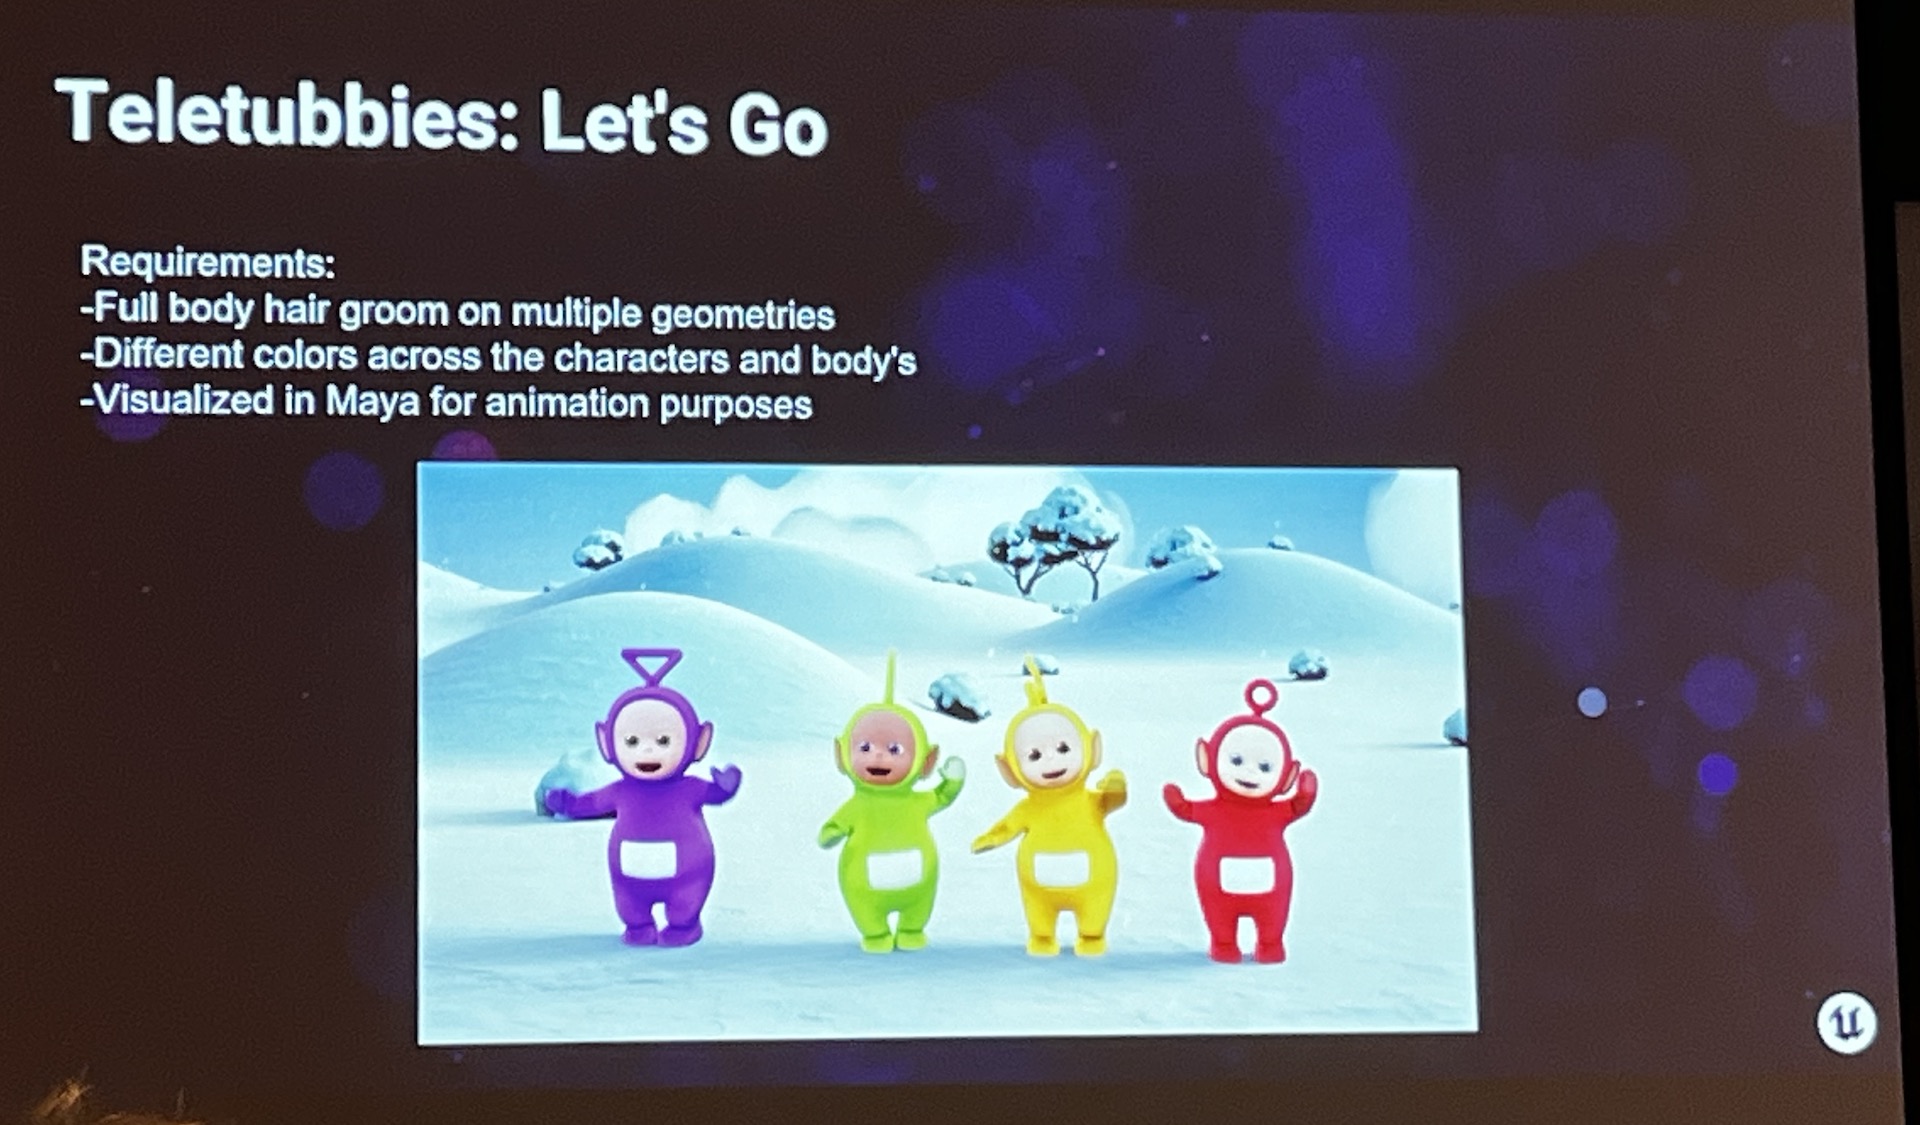 Teletubbies: Let's Go
Requirements:
-Full body hair groom on multiple geometries
-Different colors across the characters and body's
-Visualized in Maya for animation purposes